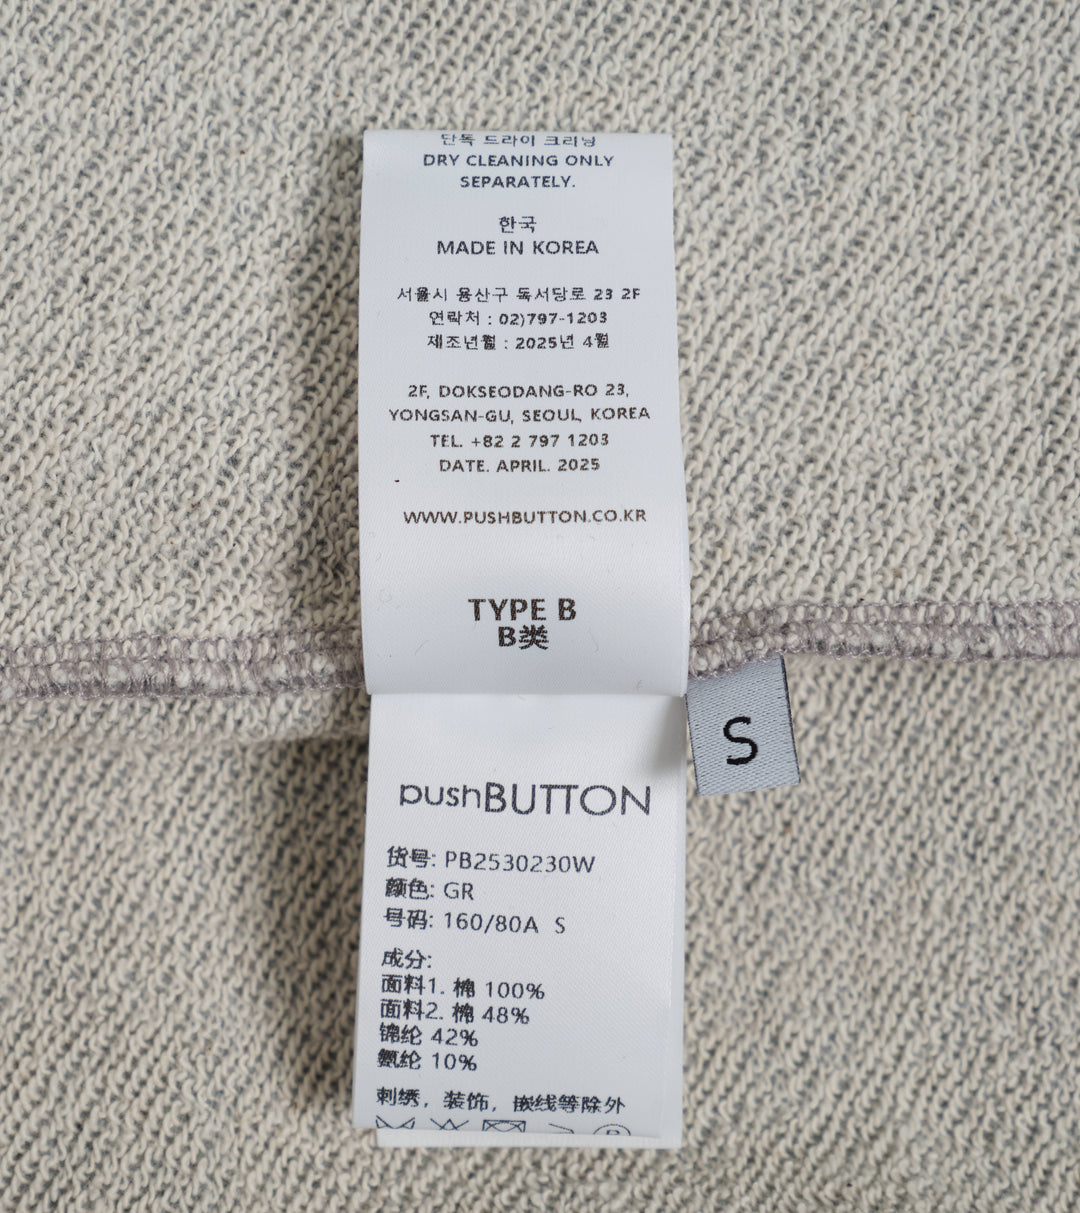 단독 드라이 크리닝
DRY CLEANING ONLY
SEPARATELY.
한국
MADE IN KOREA
서울시 용산구 독서당로 23 2F
연락처 : 02)797-1203
제조년월 : 2025년 4월
2F, DOKSEODANG-RO 23,
YONGSAN-GU, SEOUL, KOREA
TEL. +82 2 797 1203
DATE. APRIL. 2025
WWW.PUSHBUTTON.CO.KR
TYPE B
B类
S
pushBUTTON
货号: PB2530230W
颜色: GR
号码: 160/80A S
成分:
面料1. 棉 100%
面料2. 棉 48%
锦纶 42%
氨纶 10%
刺绣，装饰，嵌线等除外